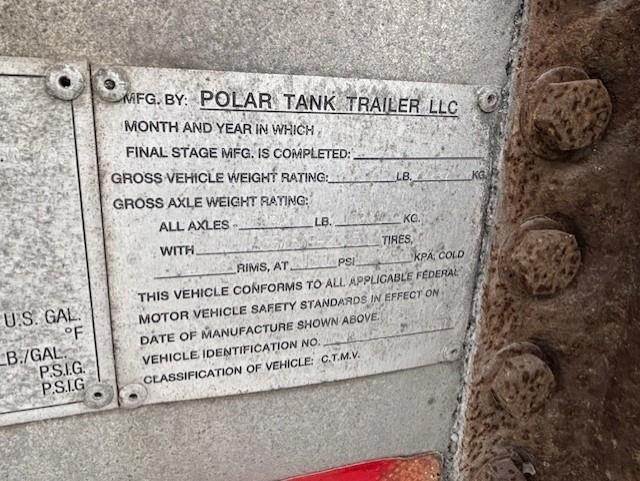 MFG. BY: POLAR TANK TRAILER LLC
MONTH AND YEAR IN WHICH
FINAL STAGE MFG. IS COMPLETED:
GROSS VEHICLE WEIGHT RATING: LB. KG
GROSS AXLE WEIGHT RATING:
ALL AXLES - LB. KG.
WITH TIRES,
RIMS, AT PSI KPA, COLD
THIS VEHICLE CONFORMS TO ALL APPLICABLE FEDERAL
MOTOR VEHICLE SAFETY STANDARDS IN EFFECT ON
DATE OF MANUFACTURE SHOWN ABOVE.
VEHICLE IDENTIFICATION NO.
CLASSIFICATION OF VEHICLE: C.T.M.V.
U.S. GAL.
°F
LB./GAL.
P.S.I.G.
P.S.I.G